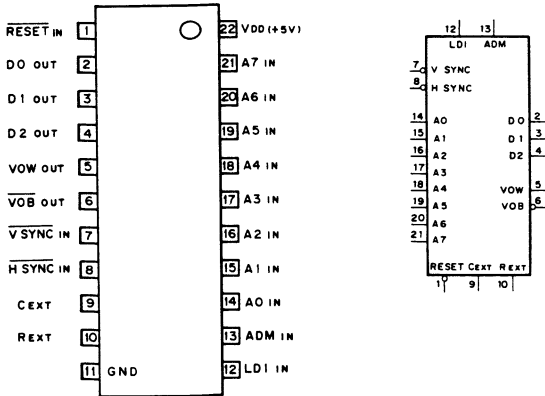 RESET IN 1
D0 OUT 2
D1 OUT 3
D2 OUT 4
VOW OUT 5
VOB OUT 6
V SYNC IN 7
H SYNC IN 8
CEXT 9
REXT 10
11 GND
22 VDD (+5V)
21 A7 IN
20 A6 IN
19 A5 IN
18 A4 IN
17 A3 IN
16 A2 IN
15 A1 IN
14 A0 IN
13 ADM IN
12 LDI IN
12 13
LDI ADM
7 V SYNC
8 H SYNC
14 A0 D0 2
15 A1 D1 3
16 A2 D2 4
17 A3
18 A4 VOW 5
19 A5 VOB 6
20 A6
21 A7
RESET CEXT REXT
1 9 10